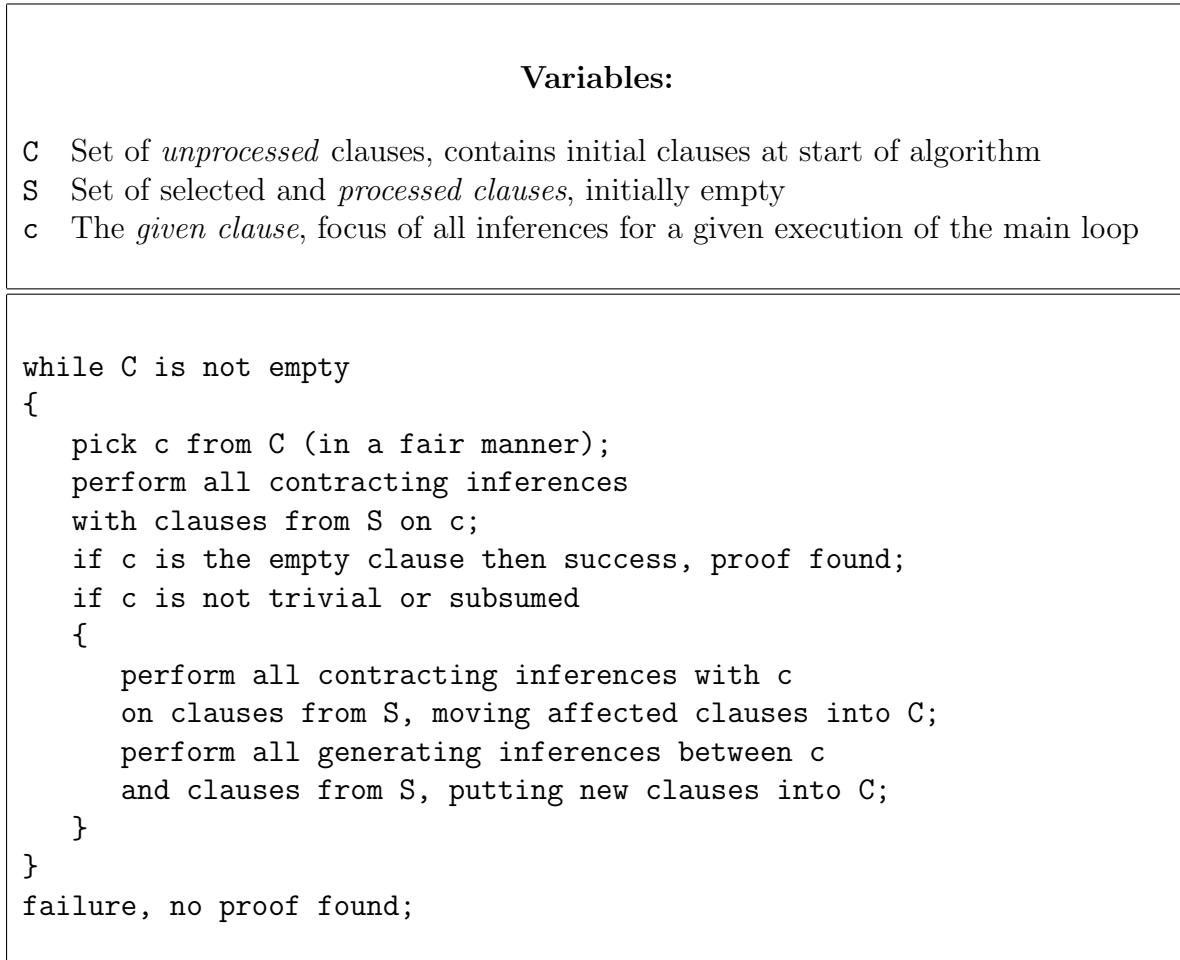 Variables:
C Set of unprocessed clauses, contains initial clauses at start of algorithm
S Set of selected and processed clauses, initially empty
c The given clause, focus of all inferences for a given execution of the main loop
while C is not empty
{
pick c from C (in a fair manner);
perform all contracting inferences
with clauses from S on c;
if c is the empty clause then success, proof found;
if c is not trivial or subsumed
{
perform all contracting inferences with c
on clauses from S, moving affected clauses into C;
perform all generating inferences between c
and clauses from S, putting new clauses into C;
}
}
failure, no proof found;